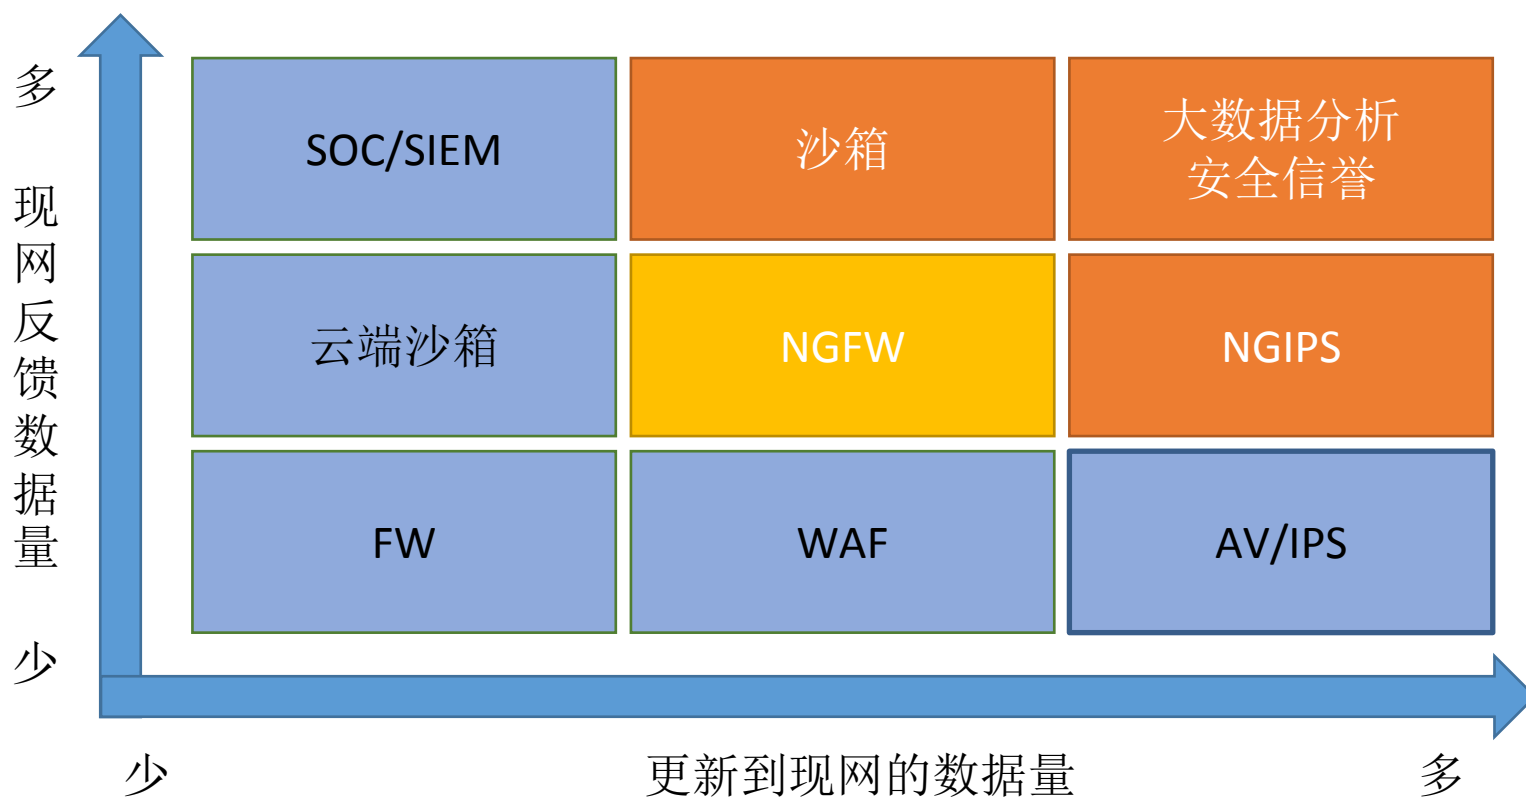 多
现网反馈数据量
少
SOC/SIEM
沙箱
大数据分析
安全信誉
云端沙箱
NGFW
NGIPS
FW
WAF
AV/IPS
少
更新到现网的数据量
多